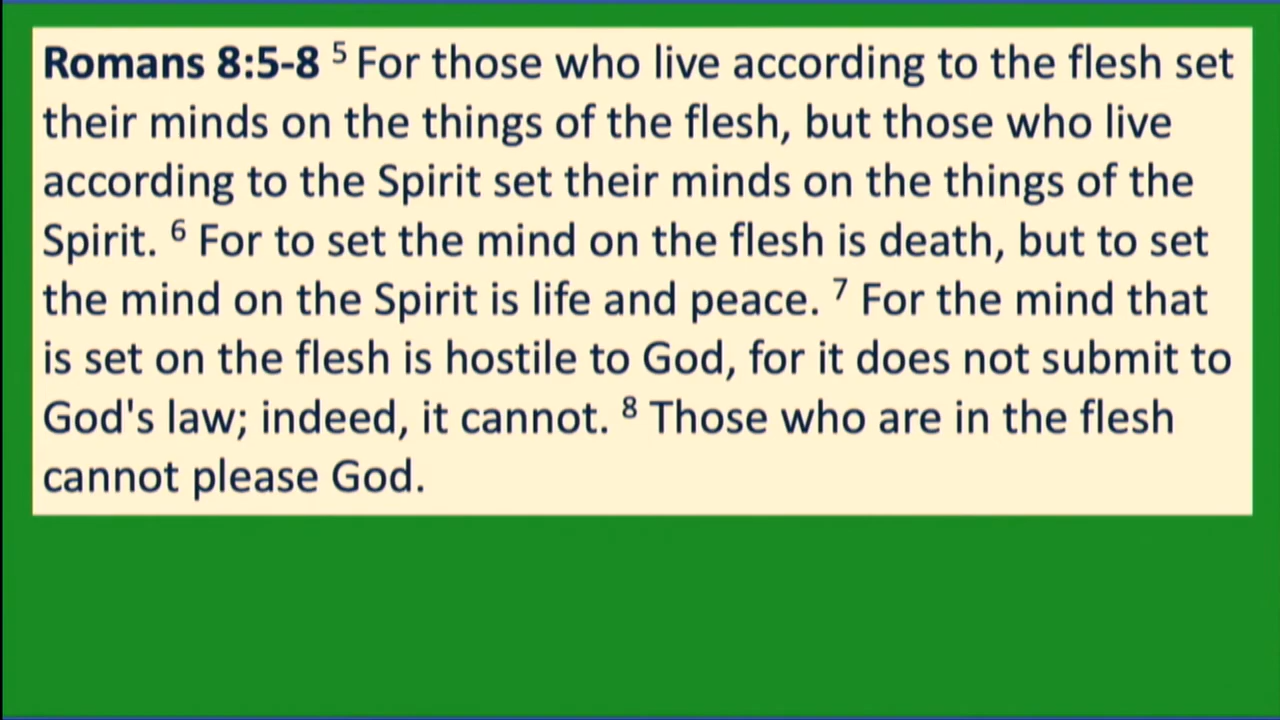 Romans 8:5-8 ⁵ For those who live according to the flesh set
their minds on the things of the flesh, but those who live
according to the Spirit set their minds on the things of the
Spirit. ⁶ For to set the mind on the flesh is death, but to set
the mind on the Spirit is life and peace. ⁷ For the mind that
is set on the flesh is hostile to God, for it does not submit to
God's law; indeed, it cannot. ⁸ Those who are in the flesh
cannot please God.